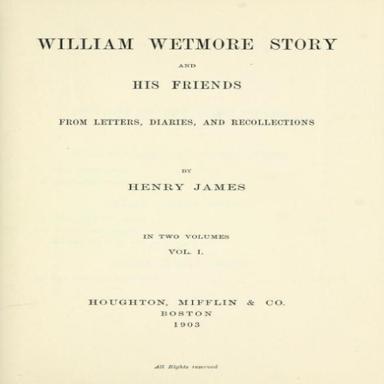 WILLIAM WETMORE STORY
AND
HIS FRIENDS
FROM LETTERS, DIARIES, AND RECOLLECTIONS
BY
HENRY JAMES
IN TWO VOLUMES
VOL. I.
HOUGHTON, MIFFLIN & CO.
BOSTON
1903
All Rights reserved